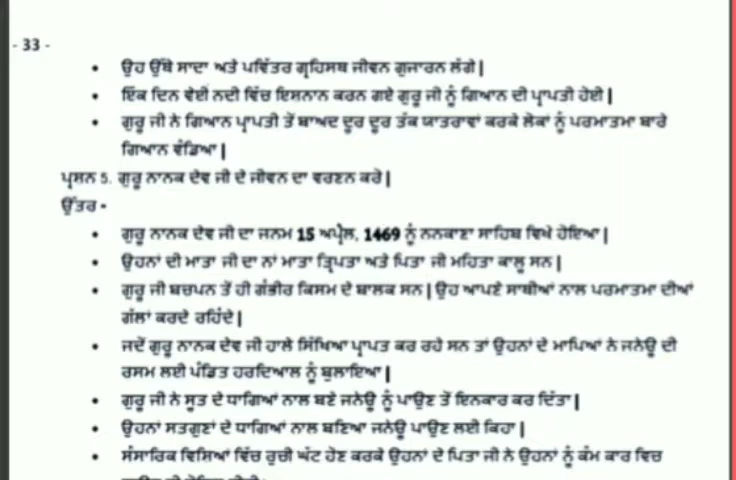 - 33 -
• ਉਹ ਉੱਥੇ ਸਾਦਾ ਅਤੇ ਪਵਿੱਤਰ ਗ੍ਰਹਿਸਥ ਜੀਵਨ ਗੁਜਾਰਨ ਲੱਗੇ|
• ਇੱਕ ਦਿਨ ਵੇਈਂ ਨਦੀ ਵਿੱਚ ਇਸ਼ਨਾਨ ਕਰਨ ਗਏ ਗੁਰੂ ਜੀ ਨੂੰ ਗਿਆਨ ਦੀ ਪ੍ਰਾਪਤੀ ਹੋਈ|
• ਗੁਰੂ ਜੀ ਨੇ ਗਿਆਨ ਪ੍ਰਾਪਤੀ ਤੋਂ ਬਾਅਦ ਦੂਰ ਦੂਰ ਤੱਕ ਯਾਤਰਾਵਾਂ ਕਰਕੇ ਲੋਕਾਂ ਨੂੰ ਪਰਮਾਤਮਾ ਬਾਰੇ
ਗਿਆਨ ਵੰਡਿਆ|
ਪ੍ਰਸ਼ਨ 5. ਗੁਰੂ ਨਾਨਕ ਦੇਵ ਜੀ ਦੇ ਜੀਵਨ ਦਾ ਵਰਣਨ ਕਰੋ|
ਉੱਤਰ-
• ਗੁਰੂ ਨਾਨਕ ਦੇਵ ਜੀ ਦਾ ਜਨਮ 15 ਅਪ੍ਰੈਲ, 1469 ਨੂੰ ਨਨਕਾਣਾ ਸਾਹਿਬ ਵਿਖੇ ਹੋਇਆ|
• ਉਹਨਾਂ ਦੀ ਮਾਤਾ ਜੀ ਦਾ ਨਾਂ ਮਾਤਾ ਤ੍ਰਿਪਤਾ ਅਤੇ ਪਿਤਾ ਜੀ ਮਹਿਤਾ ਕਾਲੂ ਸਨ|
• ਗੁਰੂ ਜੀ ਬਚਪਨ ਤੋਂ ਹੀ ਗੰਭੀਰ ਕਿਸਮ ਦੇ ਬਾਲਕ ਸਨ| ਉਹ ਆਪਣੇ ਸਾਥੀਆਂ ਨਾਲ ਪਰਮਾਤਮਾ ਦੀਆਂ
ਗੱਲਾਂ ਕਰਦੇ ਰਹਿੰਦੇ|
• ਜਦੋਂ ਗੁਰੂ ਨਾਨਕ ਦੇਵ ਜੀ ਹਾਲੇ ਸਿੱਖਿਆ ਪ੍ਰਾਪਤ ਕਰ ਰਹੇ ਸਨ ਤਾਂ ਉਹਨਾਂ ਦੇ ਮਾਪਿਆਂ ਨੇ ਜਨੇਊ ਦੀ
ਰਸਮ ਲਈ ਪੰਡਿਤ ਹਰਦਿਆਲ ਨੂੰ ਬੁਲਾਇਆ|
• ਗੁਰੂ ਜੀ ਨੇ ਸੂਤ ਦੇ ਧਾਗਿਆਂ ਨਾਲ ਬਣੇ ਜਨੇਊ ਨੂੰ ਪਾਉਣ ਤੋਂ ਇਨਕਾਰ ਕਰ ਦਿੱਤਾ|
• ਉਹਨਾਂ ਸਤਗੁਣਾਂ ਦੇ ਧਾਗਿਆਂ ਨਾਲ ਬਣਿਆ ਜਨੇਊ ਪਾਉਣ ਲਈ ਕਿਹਾ|
• ਸੰਸਾਰਿਕ ਵਿਸ਼ਿਆਂ ਵਿੱਚ ਰੁਚੀ ਘੱਟ ਹੋਣ ਕਰਕੇ ਉਹਨਾਂ ਦੇ ਪਿਤਾ ਜੀ ਨੇ ਉਹਨਾਂ ਨੂੰ ਕੰਮ ਕਾਰ ਵਿਚ